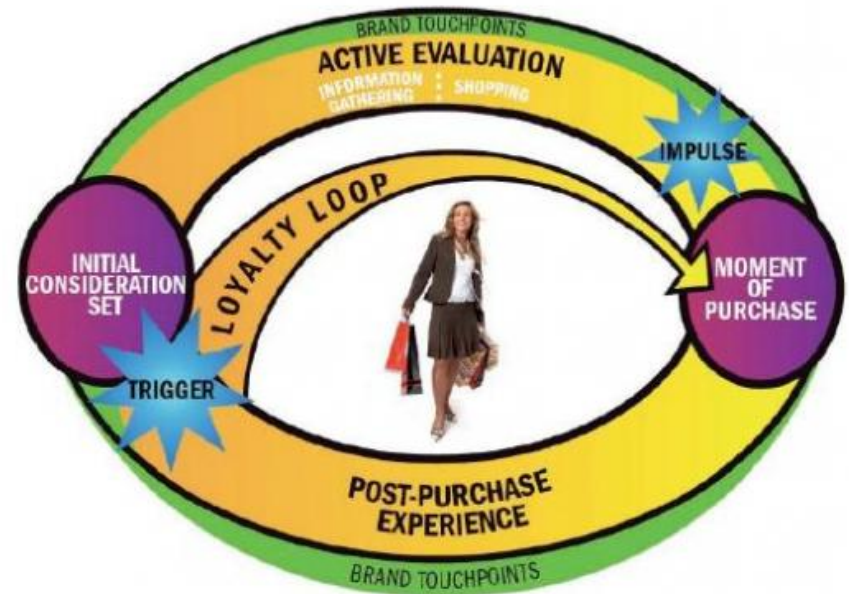 BRAND TOUCHPOINTS
ACTIVE EVALUATION
INFORMATION
GATHERING
SHOPPING
IMPULSE
LOYALTY LOOP
INITIAL
CONSIDERATION
SET
MOMENT
OF
PURCHASE
TRIGGER
POST-PURCHASE
EXPERIENCE
BRAND TOUCHPOINTS